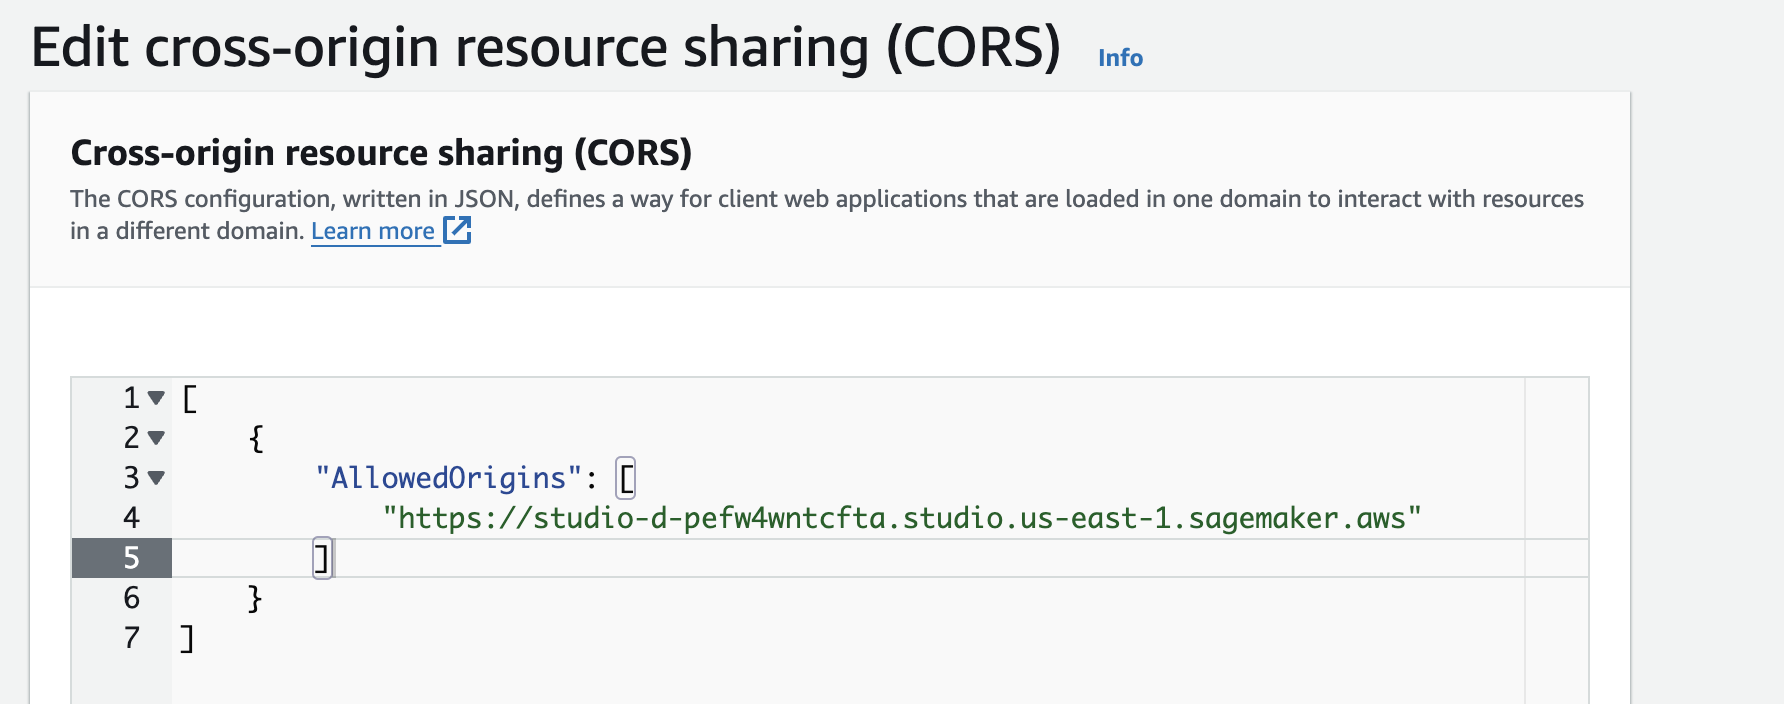 Edit cross-origin resource sharing (CORS) Info
Cross-origin resource sharing (CORS)
The CORS configuration, written in JSON, defines a way for client web applications that are loaded in one domain to interact with resources
in a different domain. Learn more
1 [
2 {
3 "AllowedOrigins": [
4 "https://studio-d-pefw4wntcfta.studio.us-east-1.sagemaker.aws"
5 ]
6 }
7 ]